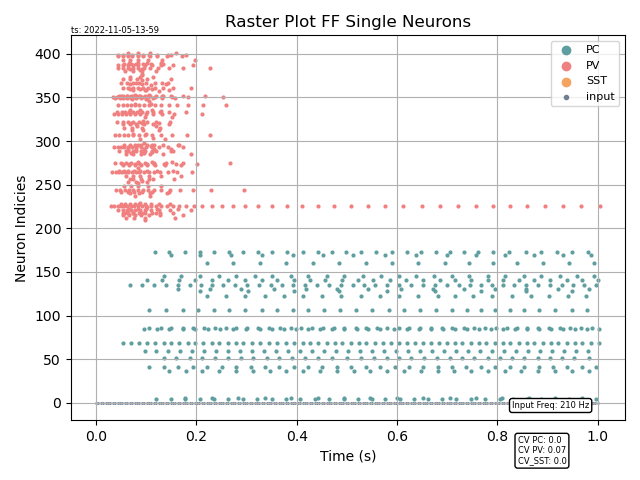 Raster Plot FF Single Neurons
ts: 2022-11-05-13-59
400
350
300
250
200
150
100
50
0
Neuron Indicies
PC
PV
SST
input
Input Freq: 210 Hz
0.0 0.2 0.4 0.6 0.8 1.0
Time (s)
CV PC: 0.0
CV PV: 0.07
CV_SST: 0.0